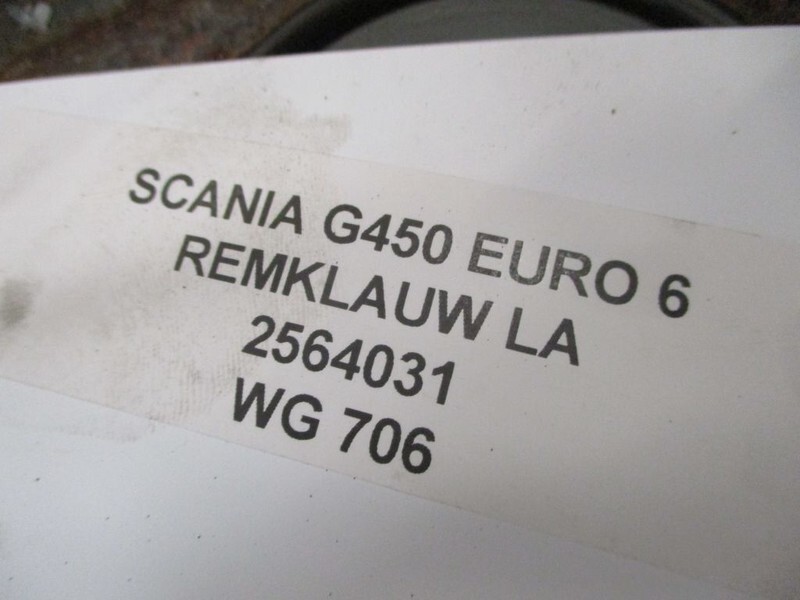 SCANIA G450 EURO 6
REMKLAUW LA
2564031
WG 706